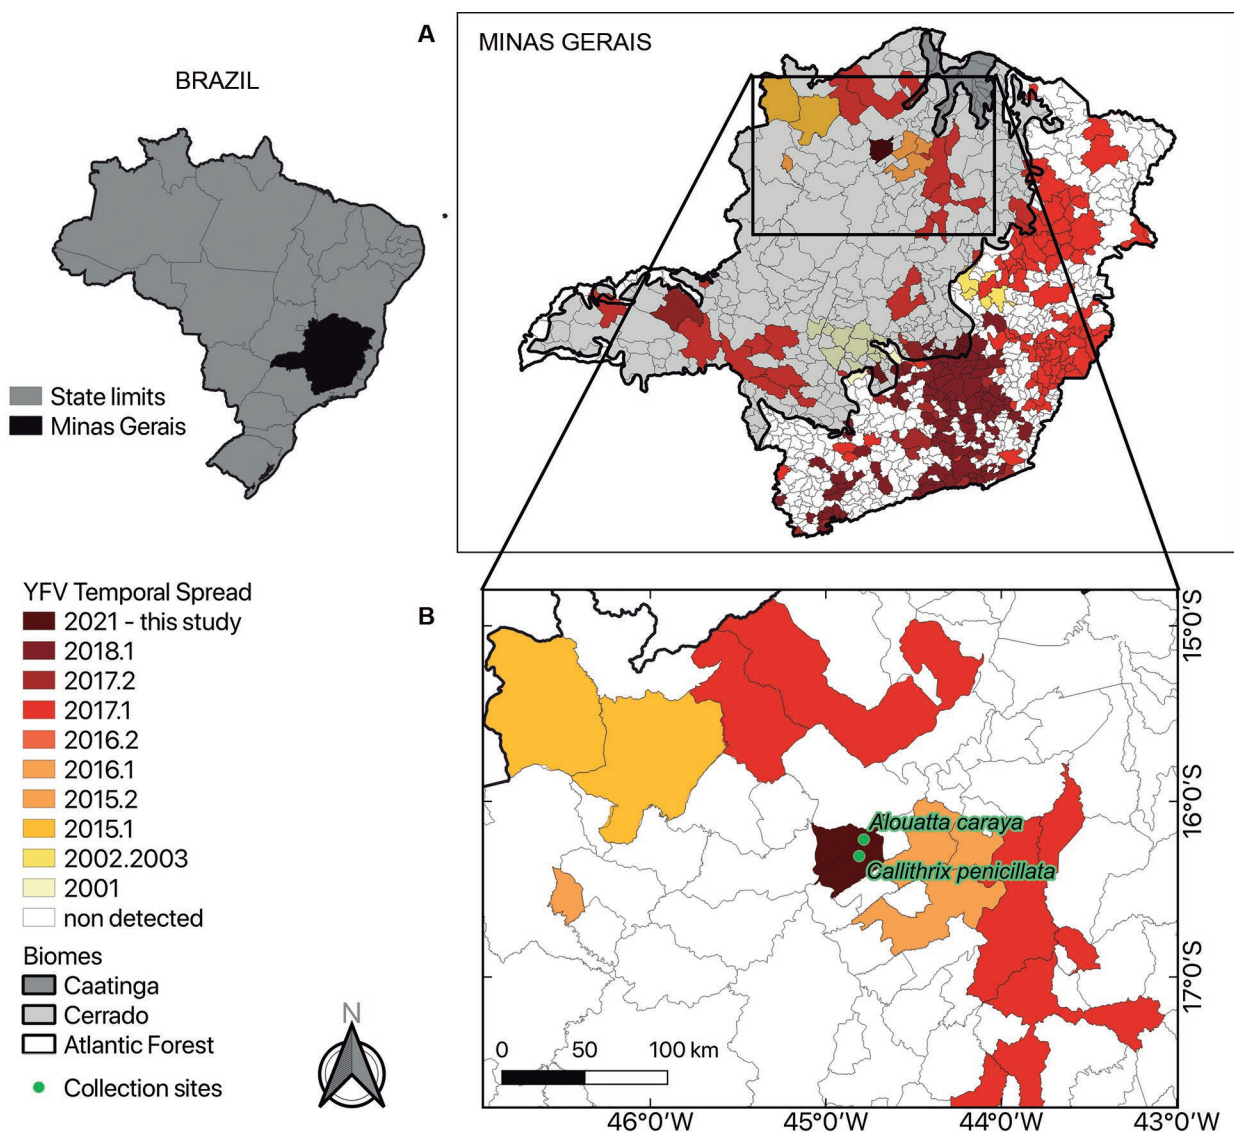 BRAZIL
State limits
Minas Gerais
A
MINAS GERAIS
YFV Temporal Spread
2021 - this study
2018.1
2017.2
2017.1
2016.2
2016.1
2015.2
2015.1
2002.2003
2001
non detected
Biomes
Caatinga
Cerrado
Atlantic Forest
Collection sites
N
B
Alouatta caraya
Callithrix penicillata
0 50 100 km
15°0'S
16°0'S
17°0'S
46°0'W 45°0'W 44°0'W 43°0'W